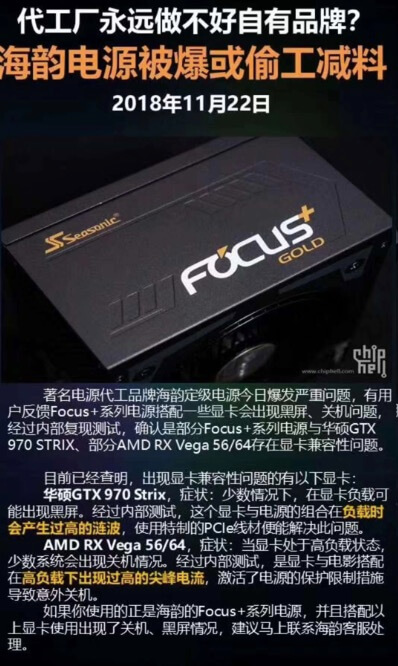 代工厂永远做不好自有品牌？
海韵电源被爆或偷工减料
2018年11月22日
Seasonic
FOCUS+
GOLD
chip hell
www.chiphell.com
著名电源代工品牌海韵定级电源今日爆发严重问题，有用
户反馈Focus+系列电源搭配一些显卡会出现黑屏、关机问题，
经过内部复现测试，确认是部分Focus+系列电源与华硕GTX
970 STRIX、部分AMD RX Vega 56/64存在显卡兼容性问题。
目前已经查明，出现显卡兼容性问题的有以下显卡：
华硕GTX 970 Strix，症状：少数情况下，在显卡负载可
能出现黑屏。经过内部测试，这个显卡与电源的组合在负载时
会产生过高的涟波，使用特制的PCIe线材便能解决此问题。
AMD RX Vega 56/64，症状：当显卡处于高负载状态，
少数系统会出现关机情况。经过内部测试，是显卡与电影搭配
在高负载下出现过高的尖峰电流，激活了电源的保护限制措施
导致意外关机。
如果你使用的正是海韵的Focus+系列电源，并且搭配以
上显卡使用出现了关机、黑屏情况，建议马上联系海韵客服处
理。